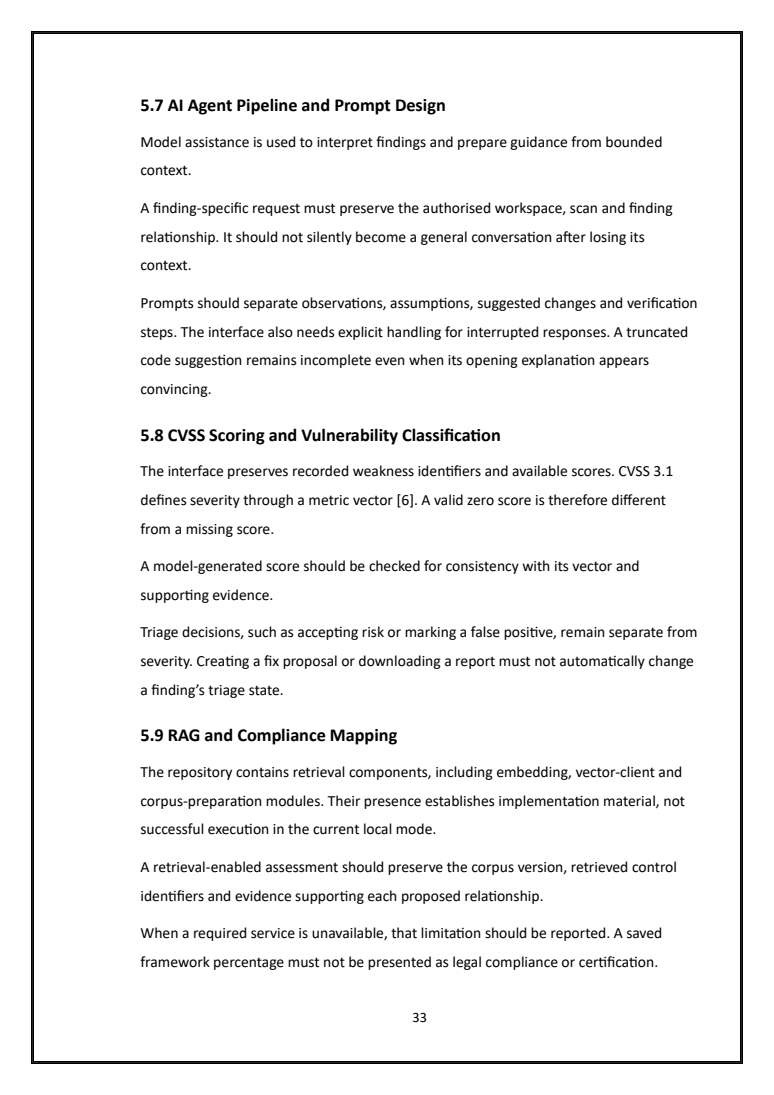 5.7 AI Agent Pipeline and Prompt Design
Model assistance is used to interpret findings and prepare guidance from bounded
context.
A finding-specific request must preserve the authorised workspace, scan and finding
relationship. It should not silently become a general conversation after losing its
context.
Prompts should separate observations, assumptions, suggested changes and verification
steps. The interface also needs explicit handling for interrupted responses. A truncated
code suggestion remains incomplete even when its opening explanation appears
convincing.
5.8 CVSS Scoring and Vulnerability Classification
The interface preserves recorded weakness identifiers and available scores. CVSS 3.1
defines severity through a metric vector [6]. A valid zero score is therefore different
from a missing score.
A model-generated score should be checked for consistency with its vector and
supporting evidence.
Triage decisions, such as accepting risk or marking a false positive, remain separate from
severity. Creating a fix proposal or downloading a report must not automatically change
a finding’s triage state.
5.9 RAG and Compliance Mapping
The repository contains retrieval components, including embedding, vector-client and
corpus-preparation modules. Their presence establishes implementation material, not
successful execution in the current local mode.
A retrieval-enabled assessment should preserve the corpus version, retrieved control
identifiers and evidence supporting each proposed relationship.
When a required service is unavailable, that limitation should be reported. A saved
framework percentage must not be presented as legal compliance or certification.
33